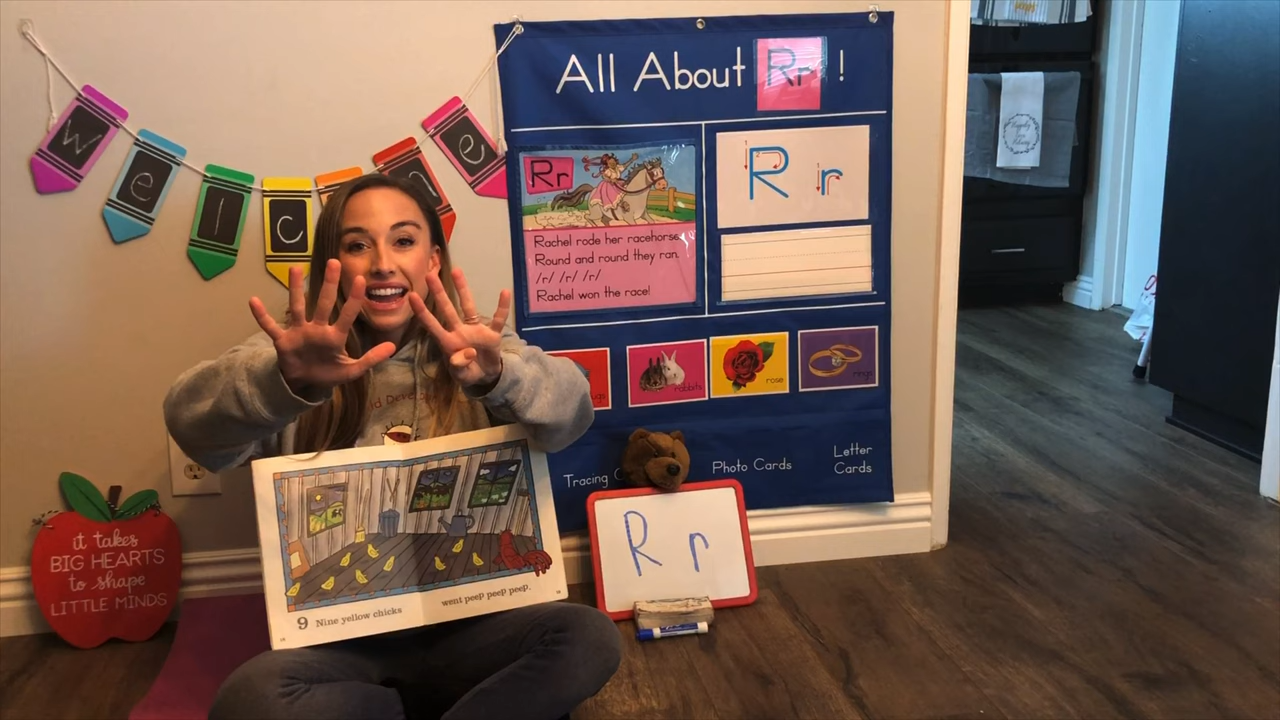 welc
e
All About Rr !
Rr
Rachel rode her racehorse.
Round and round they ran.
/r/ /r/ /r/
Rachel won the race!
R r
rabbits
rose
rings
Tracing
Photo Cards
Letter
Cards
R r
it takes
BIG HEARTS
to shape
LITTLE MINDS
9 Nine yellow chicks
went peep peep peep.